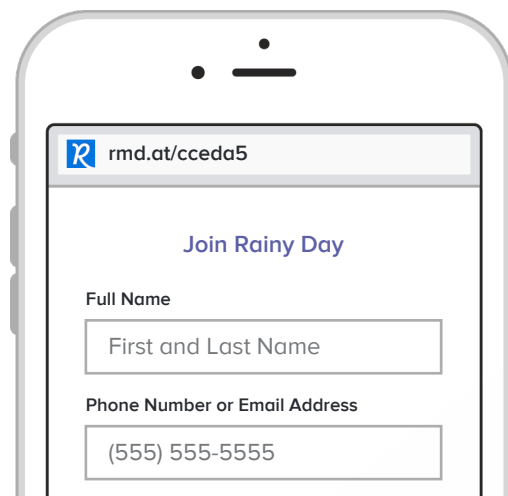 rmd.at/cceda5
Join Rainy Day
Full Name
First and Last Name
Phone Number or Email Address
(555) 555-5555